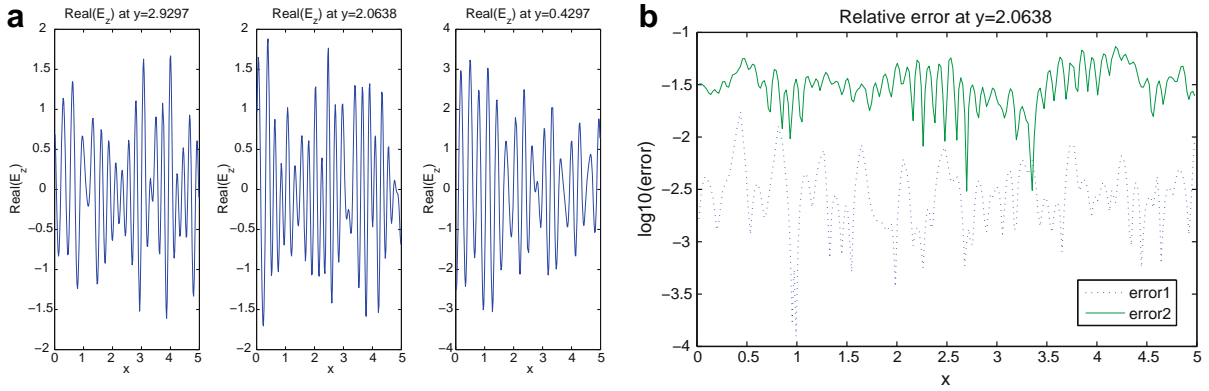 a
Real(E_z) at y=2.9297
2
1.5
1
0.5
0
−0.5
−1
−1.5
−2
Real(E_z)
0 1 2 3 4 5
x
Real(E_z) at y=2.0638
2
1.5
1
0.5
0
−0.5
−1
−1.5
−2
Real(E_z)
0 1 2 3 4 5
x
Real(E_z) at y=0.4297
4
3
2
1
0
−1
−2
−3
−4
Real(E_z)
0 1 2 3 4 5
x
b
Relative error at y=2.0638
−1
−1.5
−2
−2.5
−3
−3.5
−4
log10(error)
0 0.5 1 1.5 2 2.5 3 3.5 4 4.5 5
x
error1
error2